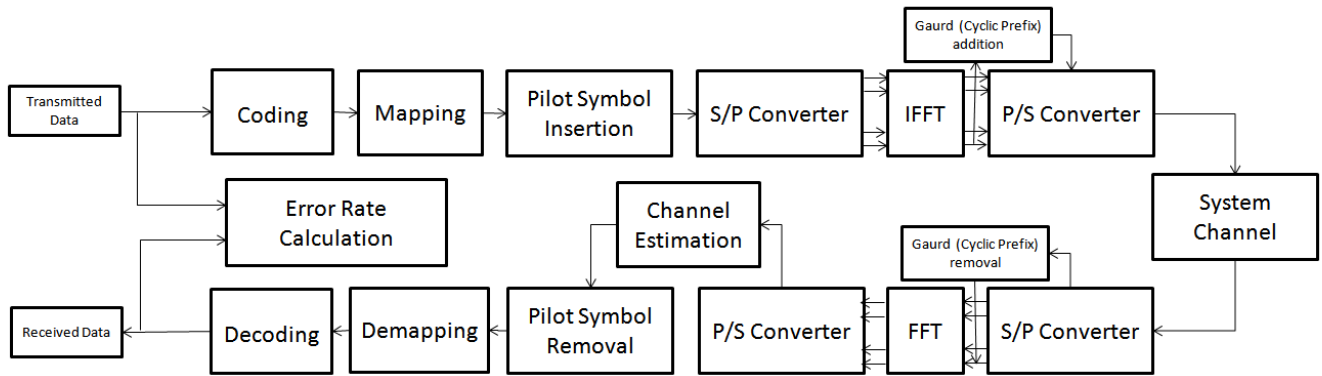 Gaurd (Cyclic Prefix)
addition
Transmitted
Data
Coding
Mapping
Pilot Symbol
Insertion
S/P Converter
IFFT
P/S Converter
Error Rate
Calculation
Channel
Estimation
System
Channel
Gaurd (Cyclic Prefix)
removal
Received Data
Decoding
Demapping
Pilot Symbol
Removal
P/S Converter
FFT
S/P Converter